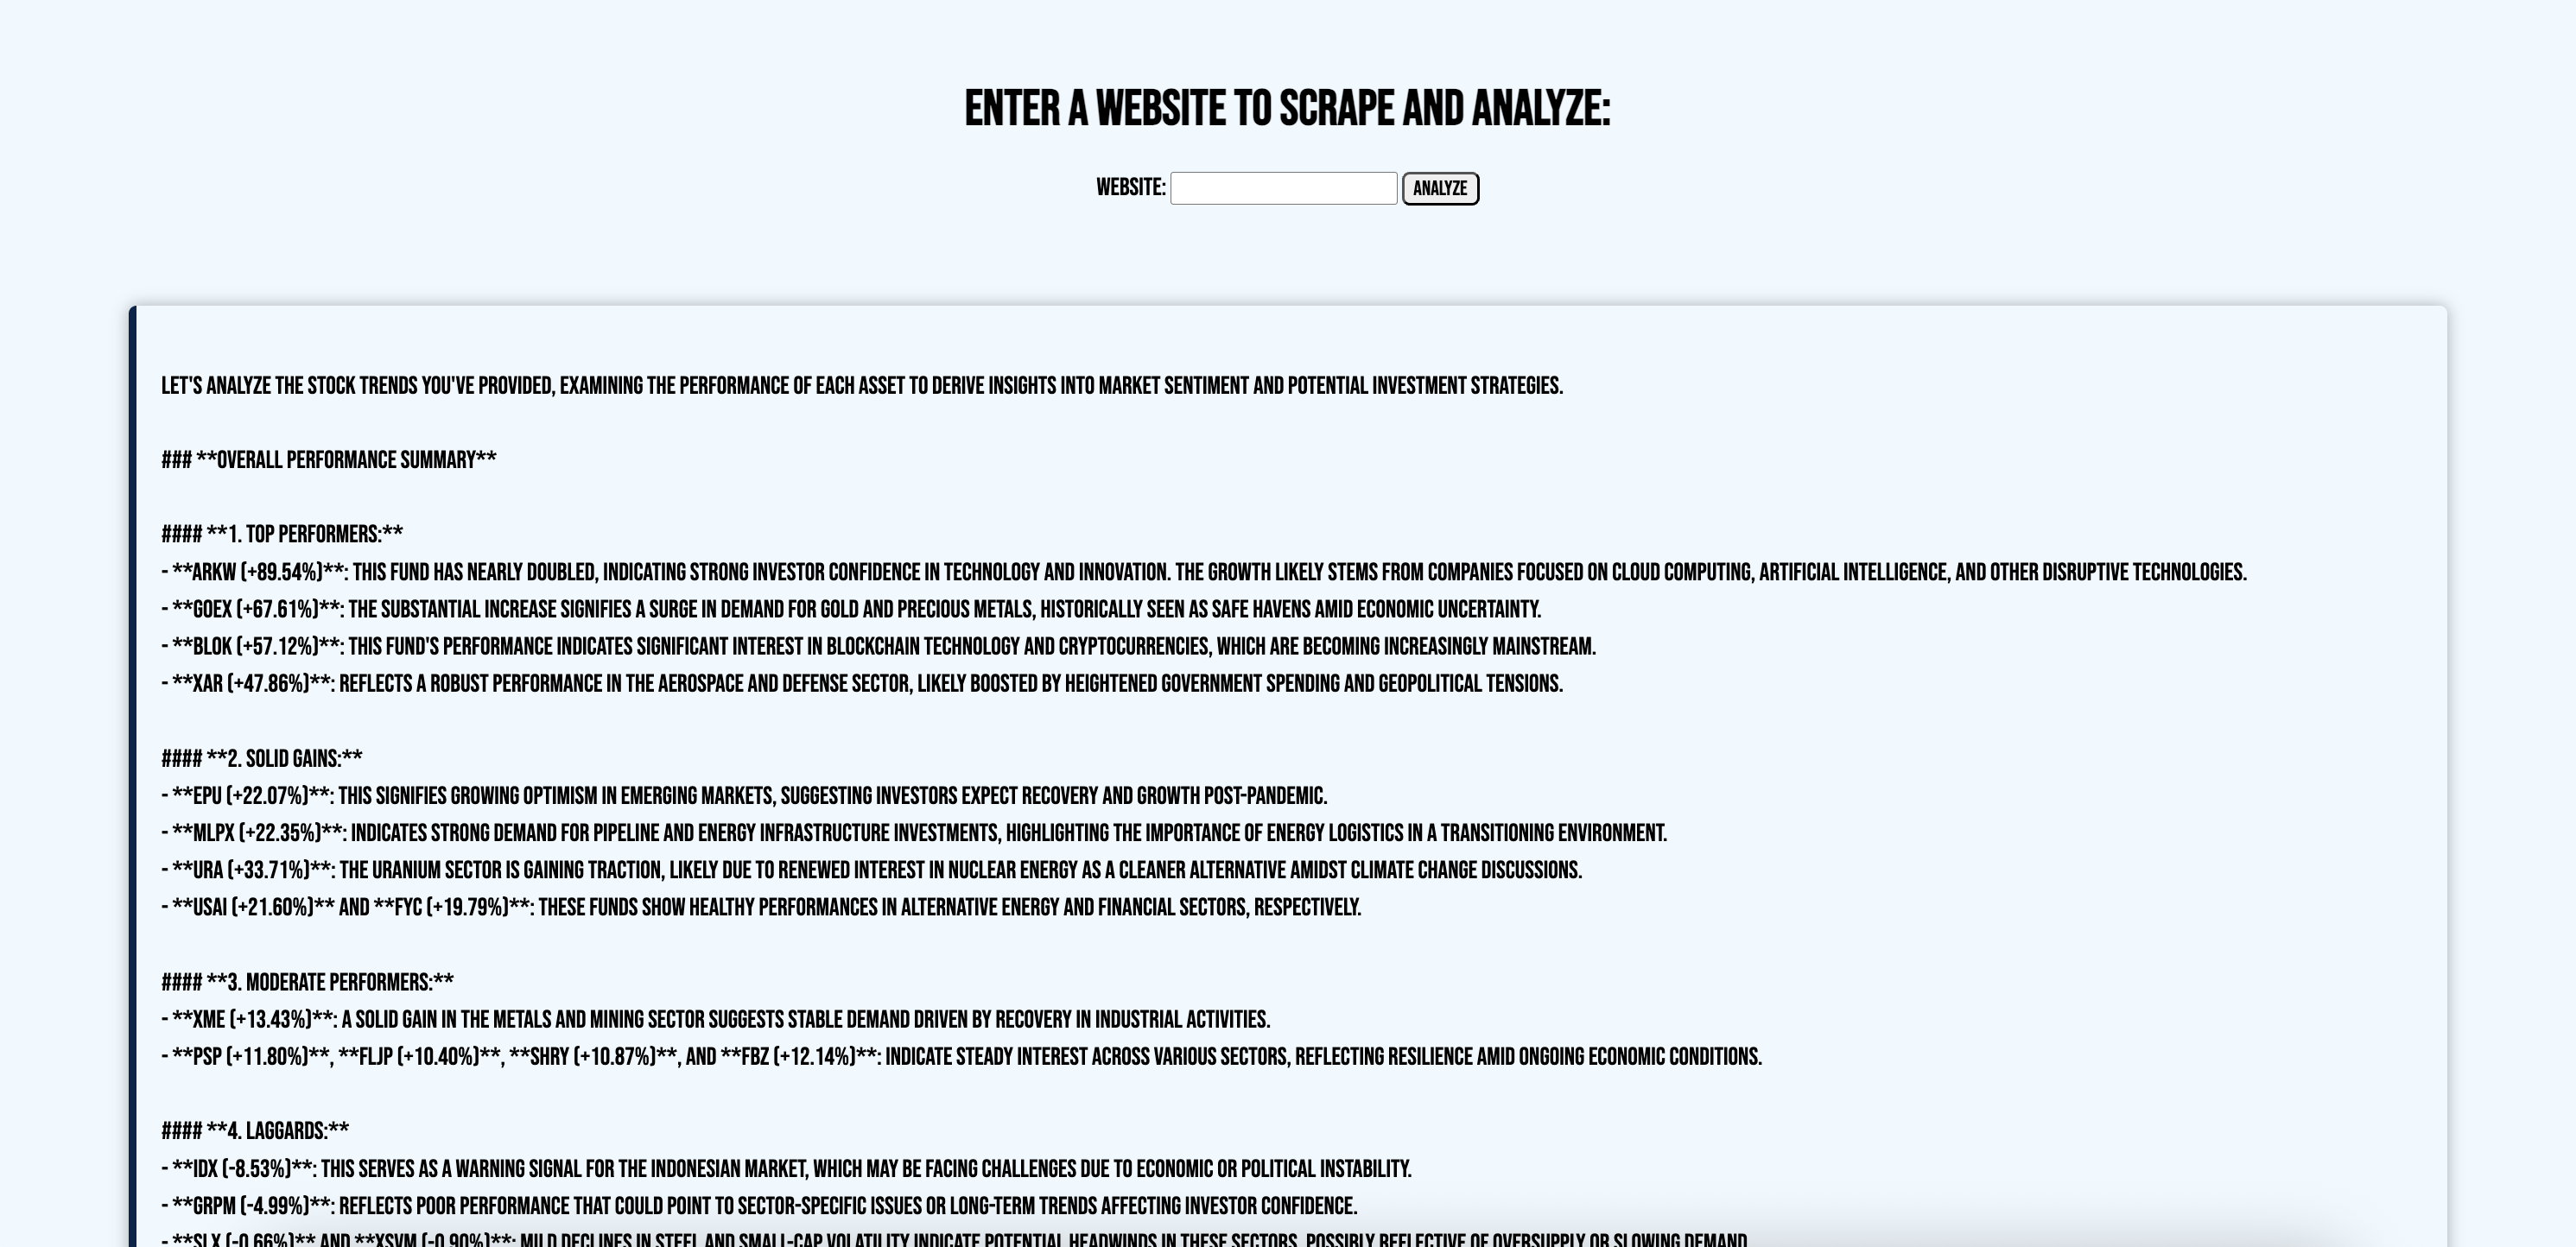 ENTER A WEBSITE TO SCRAPE AND ANALYZE:
WEBSITE: ANALYZE
LET'S ANALYZE THE STOCK TRENDS YOU'VE PROVIDED, EXAMINING THE PERFORMANCE OF EACH ASSET TO DERIVE INSIGHTS INTO MARKET SENTIMENT AND POTENTIAL INVESTMENT STRATEGIES.
### **OVERALL PERFORMANCE SUMMARY**
#### **1. TOP PERFORMERS:**
- **ARKW (+89.54%)**: THIS FUND HAS NEARLY DOUBLED, INDICATING STRONG INVESTOR CONFIDENCE IN TECHNOLOGY AND INNOVATION. THE GROWTH LIKELY STEMS FROM COMPANIES FOCUSED ON CLOUD COMPUTING, ARTIFICIAL INTELLIGENCE, AND OTHER DISRUPTIVE TECHNOLOGIES.
- **GOEX (+67.61%)**: THE SUBSTANTIAL INCREASE SIGNIFIES A SURGE IN DEMAND FOR GOLD AND PRECIOUS METALS, HISTORICALLY SEEN AS SAFE HAVENS AMID ECONOMIC UNCERTAINTY.
- **BLOK (+57.12%)**: THIS FUND'S PERFORMANCE INDICATES SIGNIFICANT INTEREST IN BLOCKCHAIN TECHNOLOGY AND CRYPTOCURRENCIES, WHICH ARE BECOMING INCREASINGLY MAINSTREAM.
- **XAR (+47.86%)**: REFLECTS A ROBUST PERFORMANCE IN THE AEROSPACE AND DEFENSE SECTOR, LIKELY BOOSTED BY HEIGHTENED GOVERNMENT SPENDING AND GEOPOLITICAL TENSIONS.
#### **2. SOLID GAINS:**
- **EPU (+22.07%)**: THIS SIGNIFIES GROWING OPTIMISM IN EMERGING MARKETS, SUGGESTING INVESTORS EXPECT RECOVERY AND GROWTH POST-PANDEMIC.
- **MLPX (+22.35%)**: INDICATES STRONG DEMAND FOR PIPELINE AND ENERGY INFRASTRUCTURE INVESTMENTS, HIGHLIGHTING THE IMPORTANCE OF ENERGY LOGISTICS IN A TRANSITIONING ENVIRONMENT.
- **URA (+33.71%)**: THE URANIUM SECTOR IS GAINING TRACTION, LIKELY DUE TO RENEWED INTEREST IN NUCLEAR ENERGY AS A CLEANER ALTERNATIVE AMIDST CLIMATE CHANGE DISCUSSIONS.
- **USAI (+21.60%)** AND **FYC (+19.79%)**: THESE FUNDS SHOW HEALTHY PERFORMANCES IN ALTERNATIVE ENERGY AND FINANCIAL SECTORS, RESPECTIVELY.
#### **3. MODERATE PERFORMERS:**
- **XME (+13.43%)**: A SOLID GAIN IN THE METALS AND MINING SECTOR SUGGESTS STABLE DEMAND DRIVEN BY RECOVERY IN INDUSTRIAL ACTIVITIES.
- **PSP (+11.80%)**, **FLJP (+10.40%)**, **SHRY (+10.87%)**, AND **FBZ (+12.14%)**: INDICATE STEADY INTEREST ACROSS VARIOUS SECTORS, REFLECTING RESILIENCE AMID ONGOING ECONOMIC CONDITIONS.
#### **4. LAGGARDS:**
- **IDX (-8.53%)**: THIS SERVES AS A WARNING SIGNAL FOR THE INDONESIAN MARKET, WHICH MAY BE FACING CHALLENGES DUE TO ECONOMIC OR POLITICAL INSTABILITY.
- **GRPM (-4.99%)**: REFLECTS POOR PERFORMANCE THAT COULD POINT TO SECTOR-SPECIFIC ISSUES OR LONG-TERM TRENDS AFFECTING INVESTOR CONFIDENCE.
- **SLX (-0.66%)** AND **XSVM (-0.90%)**: MILD DECLINES IN STEEL AND SMALL-CAP VOLATILITY INDICATE POTENTIAL HEADWINDS IN THESE SECTORS, POSSIBLY REFLECTIVE OF OVERSUPPLY OR SLOWING DEMAND.